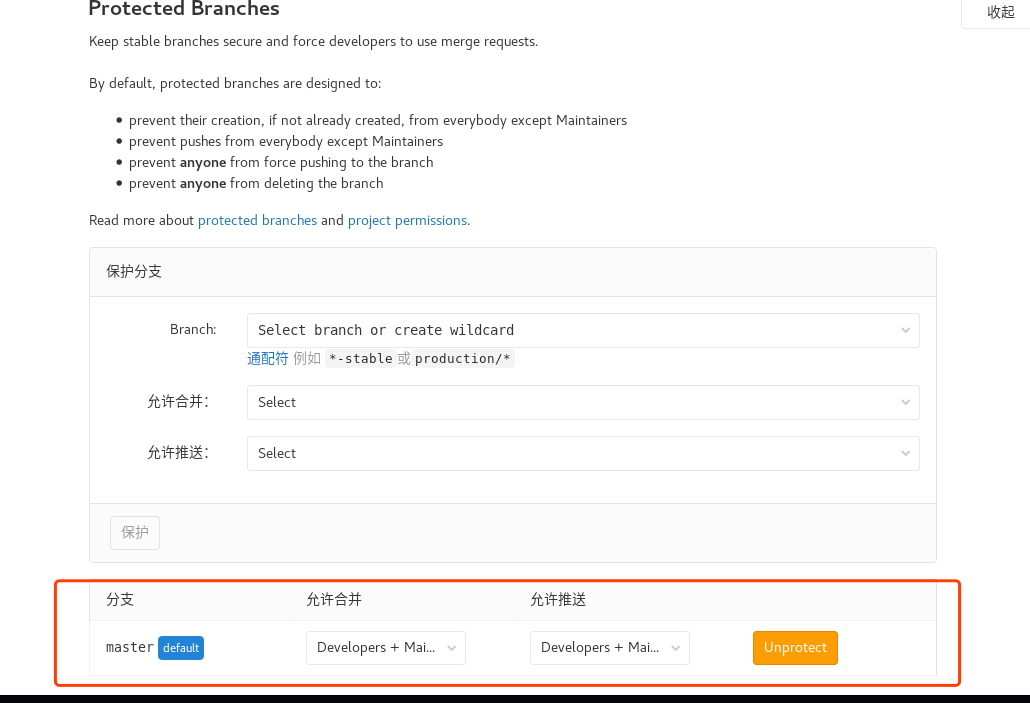 Protected Branches
收起
Keep stable branches secure and force developers to use merge requests.
By default, protected branches are designed to:
• prevent their creation, if not already created, from everybody except Maintainers
• prevent pushes from everybody except Maintainers
• prevent anyone from force pushing to the branch
• prevent anyone from deleting the branch
Read more about protected branches and project permissions.
保护分支
Branch: Select branch or create wildcard
通配符 例如 *-stable 或 production/*
允许合并: Select
允许推送: Select
保护
分支 允许合并 允许推送
master default Developers + Mai... Developers + Mai... Unprotect